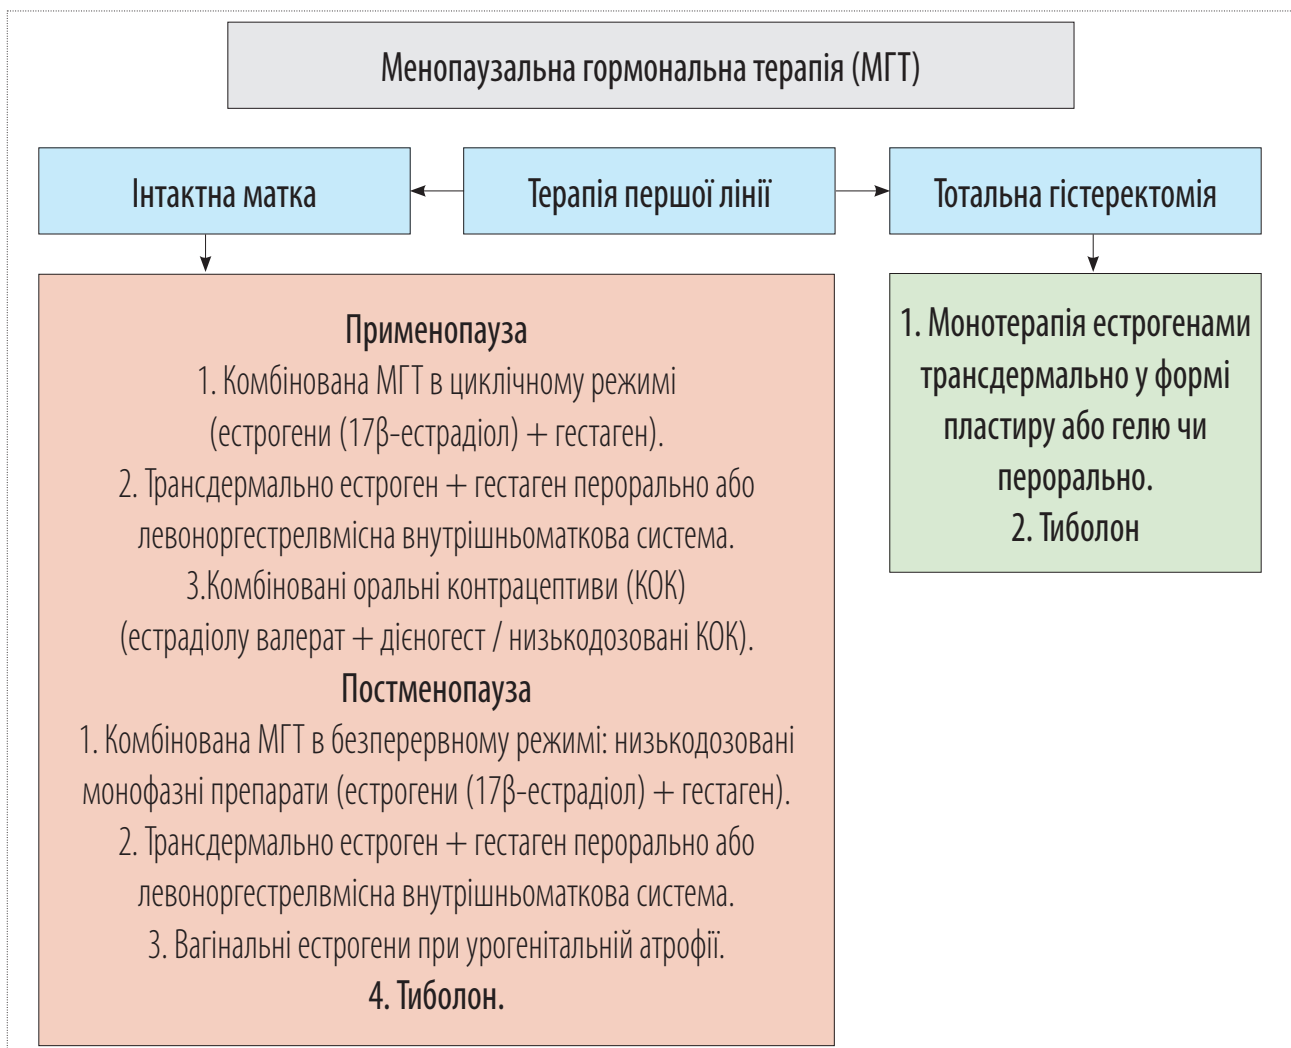 Менопаузальна гормональна терапія (МГТ)
Інтактна матка
Терапія першої лінії
Тотальна гістеректомія
Применопауза
1. Комбінована МГТ в циклічному режимі
(естрогени (17β-естрадіол) + гестаген).
2. Трансдермально естроген + гестаген перорально або
левоноргестрелвмісна внутрішньоматкова система.
3.Комбіновані оральні контрацептиви (КОК)
(естрадіолу валерат + дієногест / низькодозовані КОК).
Постменопауза
1. Комбінована МГТ в безперервному режимі: низькодозовані
монофазні препарати (естрогени (17β-естрадіол) + гестаген).
2. Трансдермально естроген + гестаген перорально або
левоноргестрелвмісна внутрішньоматкова система.
3. Вагінальні естрогени при урогенітальній атрофії.
4. Тиболон.
1. Монотерапія естрогенами
трансдермально у формі
пластиру або гелю чи
перорально.
2. Тиболон